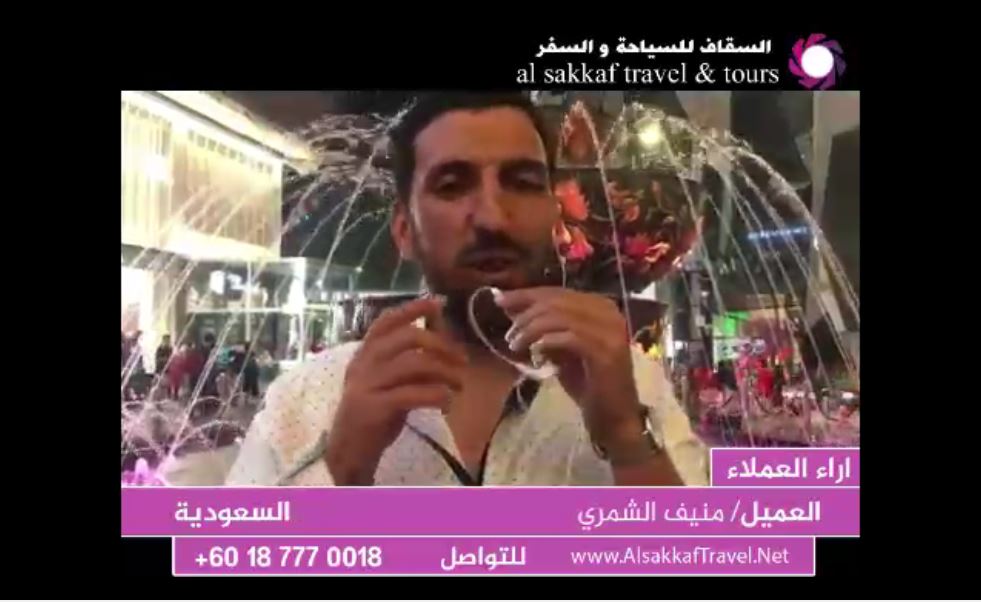 السقاف للسياحة و السفر
al sakkaf travel & tours
اراء العملاء
العميل/ منيف الشمري السعودية
www.AlsakkafTravel.Net للتواصل +60 18 777 0018